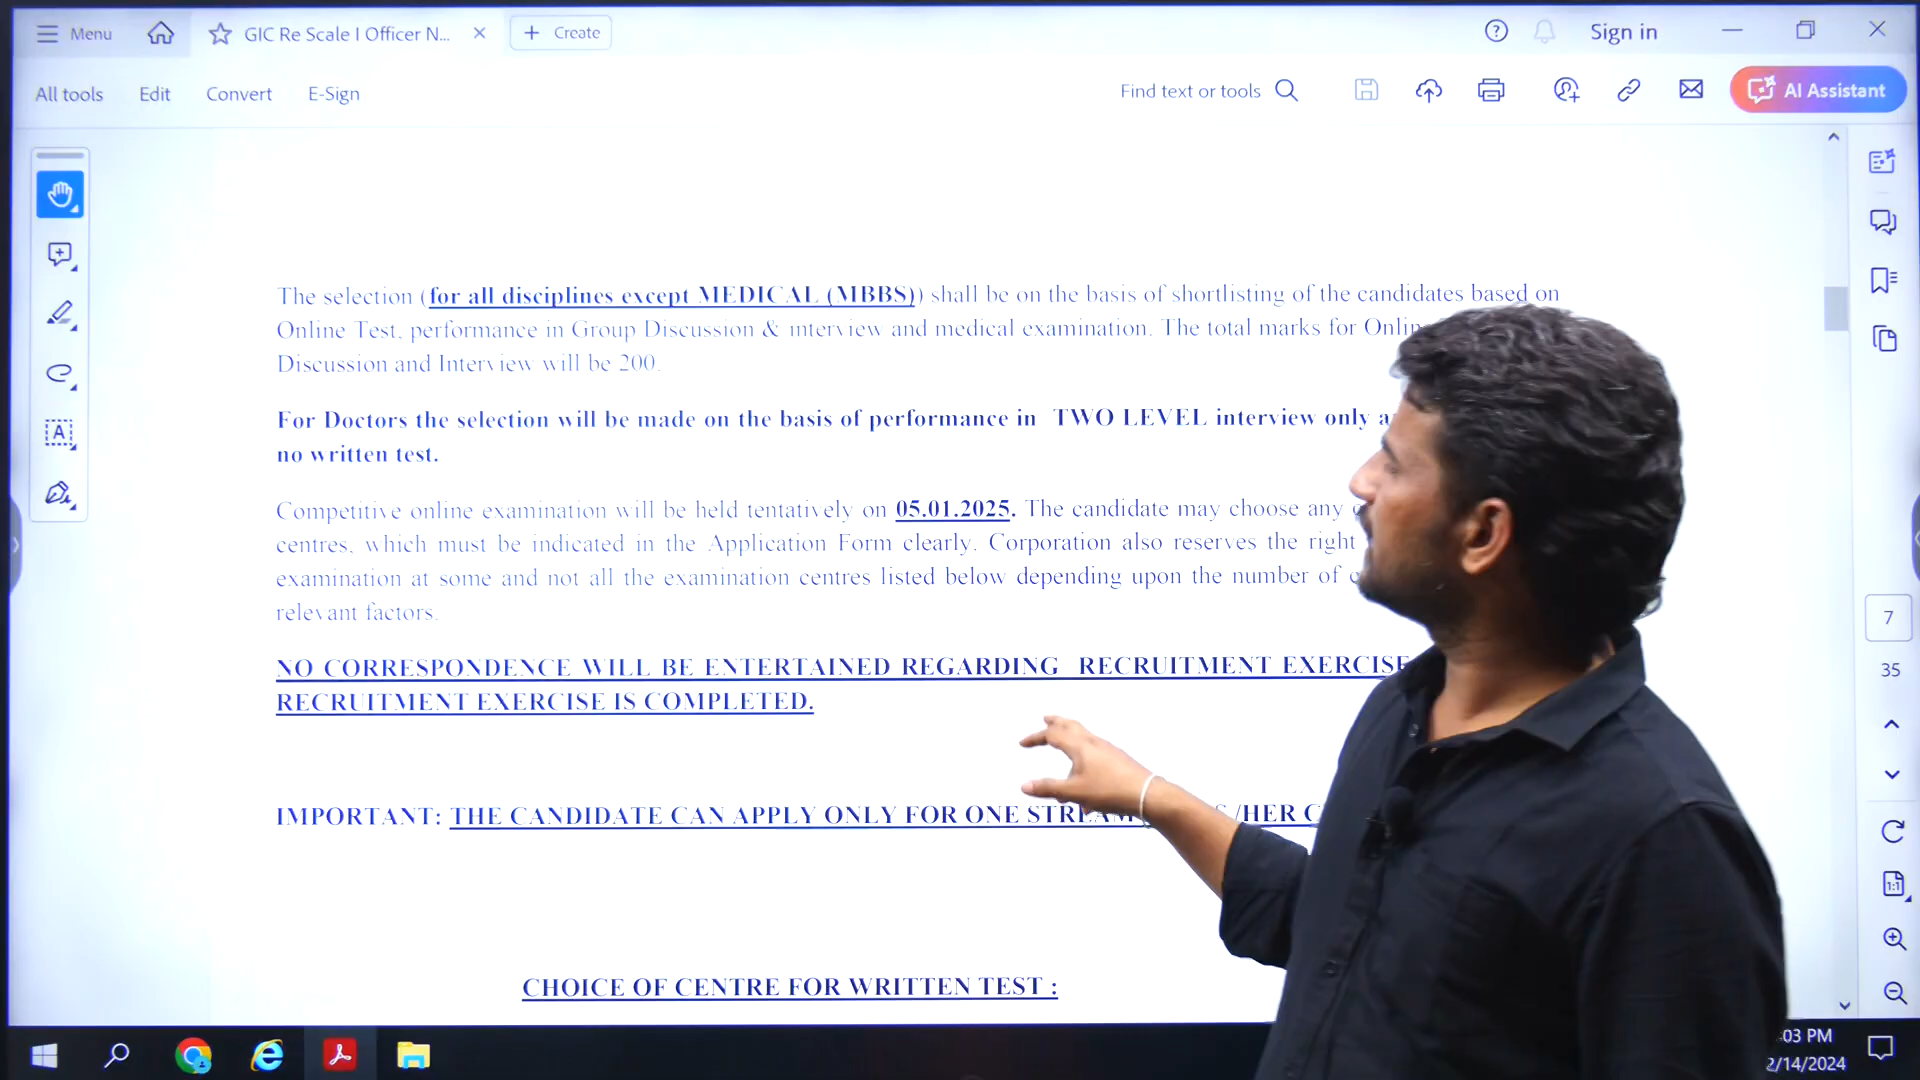 Menu
GIC Re Scale I Officer N...
Create
Sign in
All tools
Edit
Convert
E-Sign
Find text or tools
AI Assistant
The selection (for all disciplines except MEDICAL (MBBS)) shall be on the basis of shortlisting of the candidates based on
Online Test, performance in Group Discussion & interview and medical examination. The total marks for Onlin
Discussion and Interview will be 200.
For Doctors the selection will be made on the basis of performance in TWO LEVEL interview only
no written test.
Competitive online examination will be held tentatively on 05.01.2025. The candidate may choose any
centres, which must be indicated in the Application Form clearly. Corporation also reserves the right
examination at some and not all the examination centres listed below depending upon the number of
relevant factors.
NO CORRESPONDENCE WILL BE ENTERTAINED REGARDING RECRUITMENT EXERCISE
RECRUITMENT EXERCISE IS COMPLETED.
IMPORTANT: THE CANDIDATE CAN APPLY ONLY FOR ONE STREAM /HER C
CHOICE OF CENTRE FOR WRITTEN TEST :
7
35
1:1
:03 PM
2/14/2024